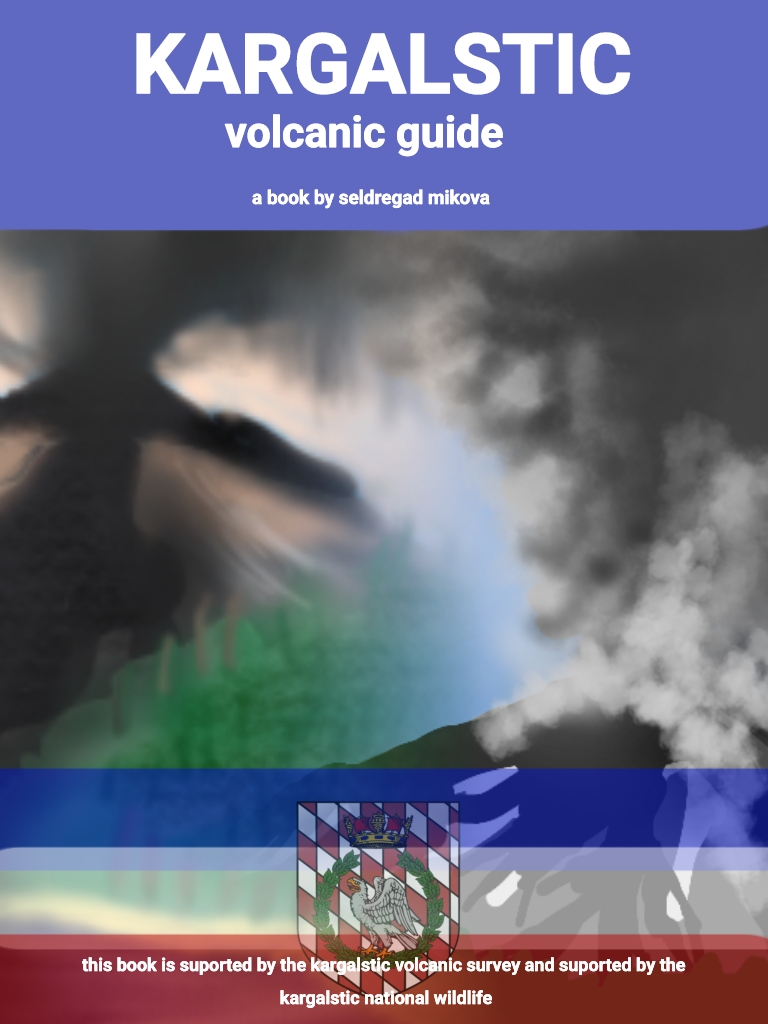 KARGALSTIC
volcanic guide
a book by seldregad mikova
this book is suported by the kargalstic volcanic survey and suported by the
kargalstic national wildlife